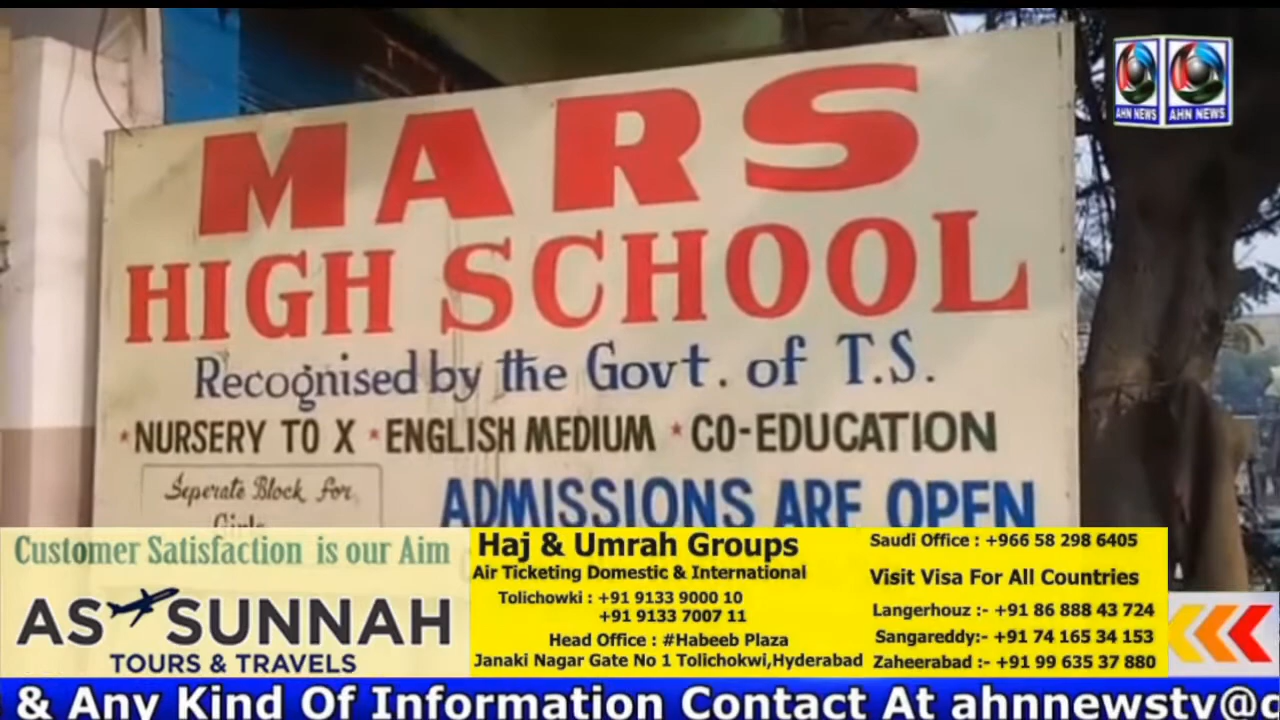 MARS
HIGH SCHOOL
Recognised by the Govt. of T.S.
*NURSERY TO X *ENGLISH MEDIUM *CO-EDUCATION
Seperate Block for
Girls
ADMISSIONS ARE OPEN
AHN NEWS AHN NEWS
Customer Satisfaction is our Aim
AS SUNNAH
TOURS & TRAVELS
Haj & Umrah Groups
Air Ticketing Domestic & International
Tolichowki : +91 9133 9000 10
+91 9133 7007 11
Head Office : #Habeeb Plaza
Janaki Nagar Gate No 1 Tolichokwi,Hyderabad
Saudi Office : +966 58 298 6405
Visit Visa For All Countries
Langerhouz :- +91 86 888 43 724
Sangareddy:- +91 74 165 34 153
Zaheerabad :- +91 99 635 37 880
& Any Kind Of Information Contact At ahnnewstv@